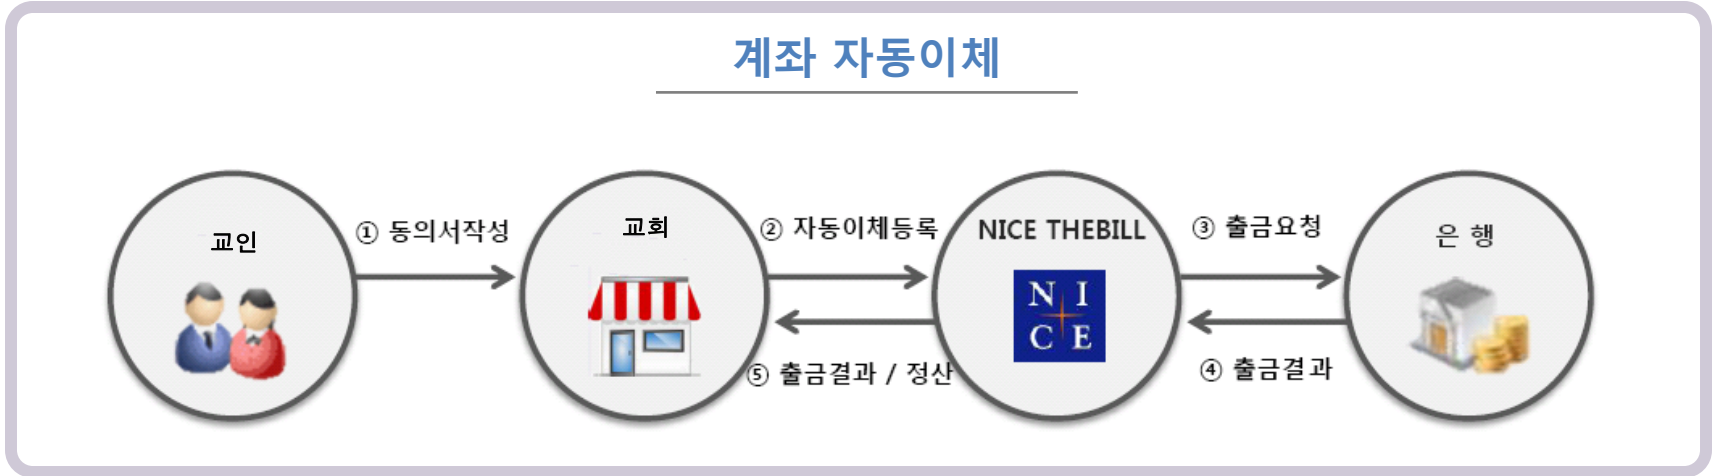 계좌 자동이체
교인
① 동의서작성
교회
② 자동이체등록
⑤ 출금결과 / 정산
NICE THEBILL
N I
C E
③ 출금요청
④ 출금결과
은 행